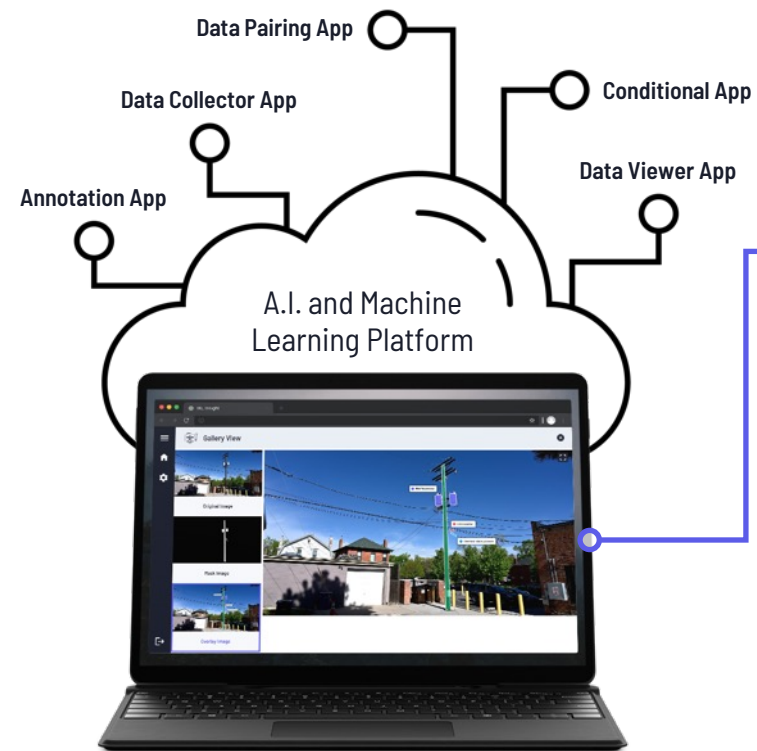 Data Pairing App
Conditional App
Data Collector App
Data Viewer App
Annotation App
A.I. and Machine
Learning Platform
Gallery View
Original Image
Mask Image
Overlay Image